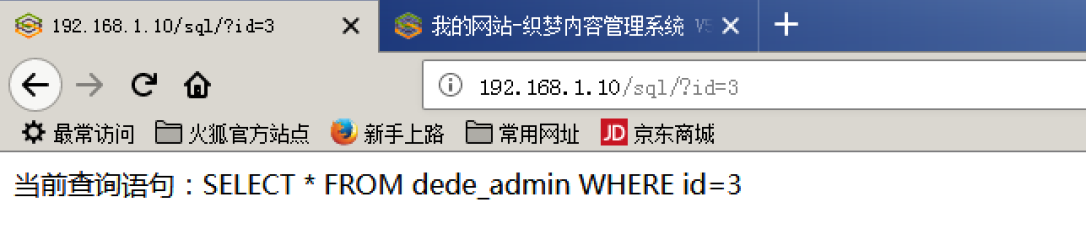 192.168.1.10/sql/?id=3
我的网站-织梦内容管理系统 V5
192.168.1.10/sql/?id=3
最常访问 火狐官方站点 新手上路 常用网址 JD 京东商城
当前查询语句：SELECT * FROM dede_admin WHERE id=3